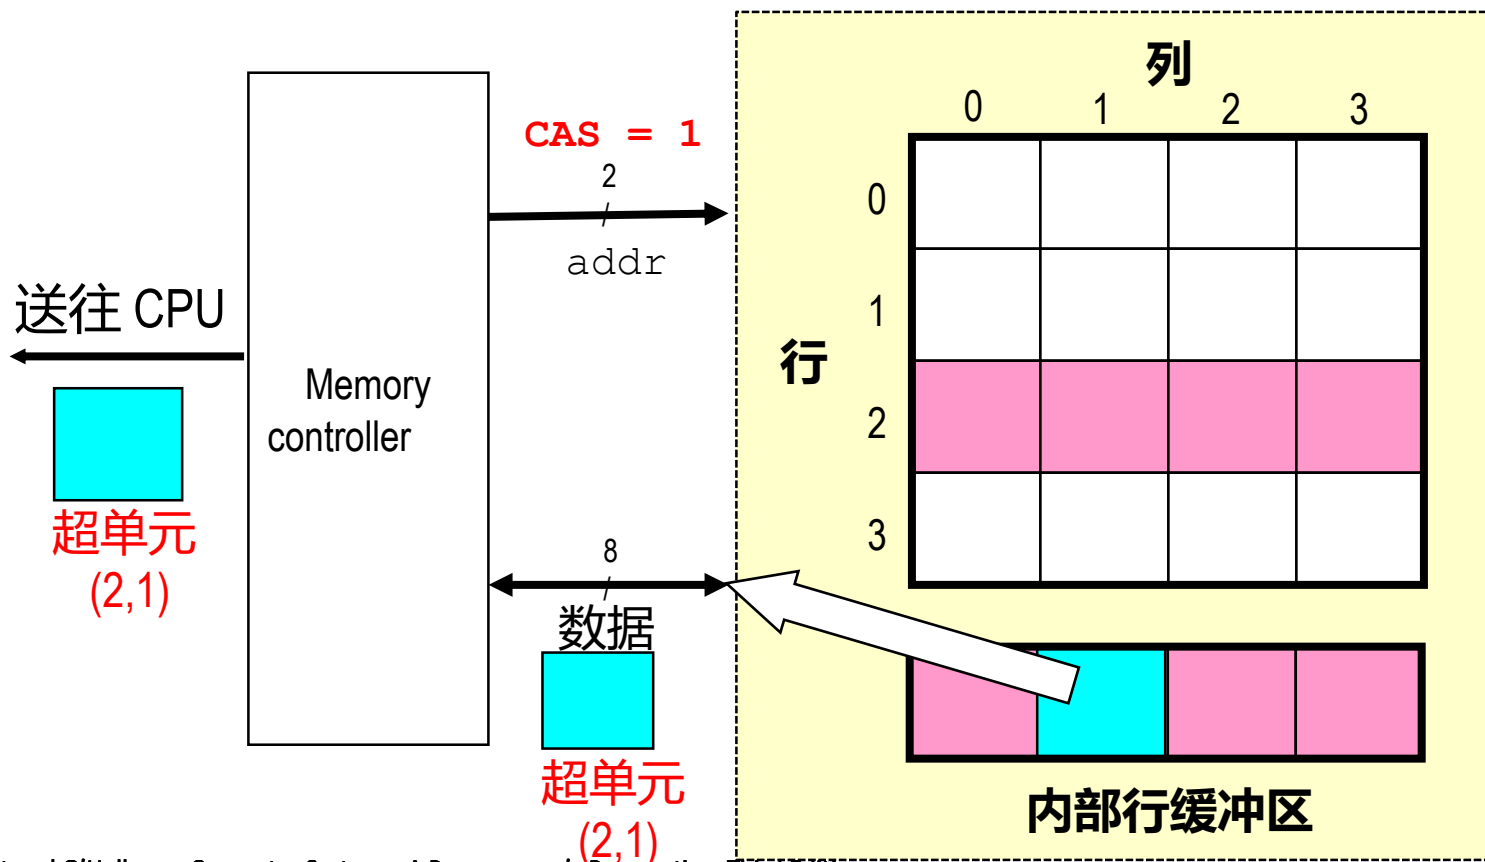 列
0 1 2 3
CAS = 1
2
addr
0
1
行
2
3
送往 CPU
Memory
controller
超单元
(2,1)
8
数据
超单元
(2,1)
内部行缓冲区